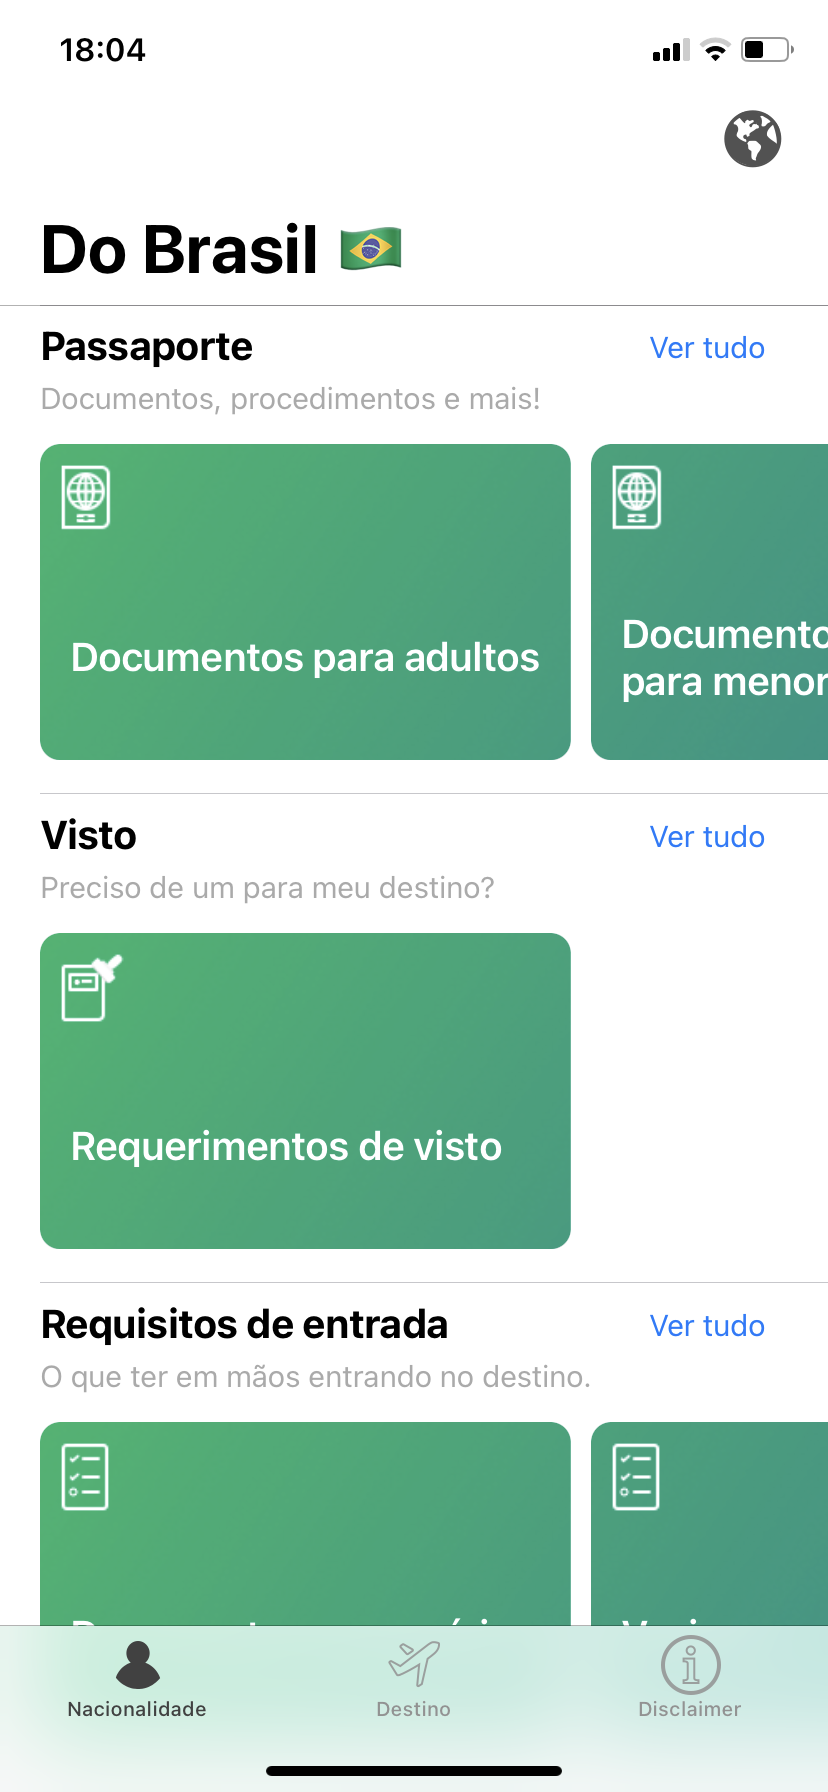 18:04
Do Brasil 🇧🇷
Passaporte
Ver tudo
Documentos, procedimentos e mais!
Documentos para adultos
Documento
para menor
Visto
Ver tudo
Preciso de um para meu destino?
Requerimentos de visto
Requisitos de entrada
Ver tudo
O que ter em mãos entrando no destino.
Nacionalidade
Destino
Disclaimer